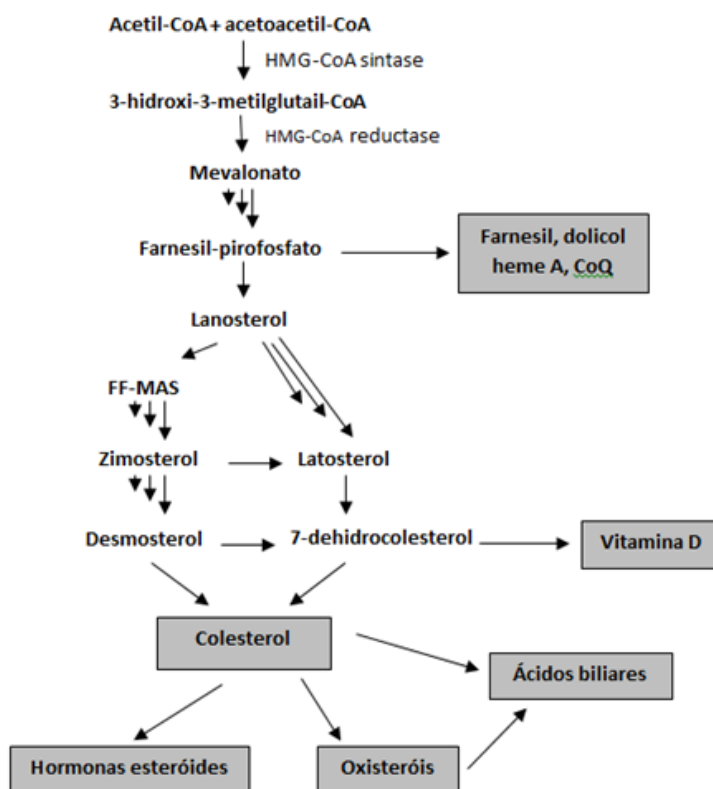 Acetil-CoA + acetoacetil-CoA
HMG-CoA sintase
3-hidroxi-3-metilglutail-CoA
HMG-CoA reductase
Mevalonato
Farnesil-pirofosfato
Farnesil, dolicol
heme A, CoQ
Lanosterol
FF-MAS
Zimosterol
Latosterol
Desmosterol
7-dehidrocolesterol
Vitamina D
Colesterol
Ácidos biliares
Hormonas esteróides
Oxisteróis